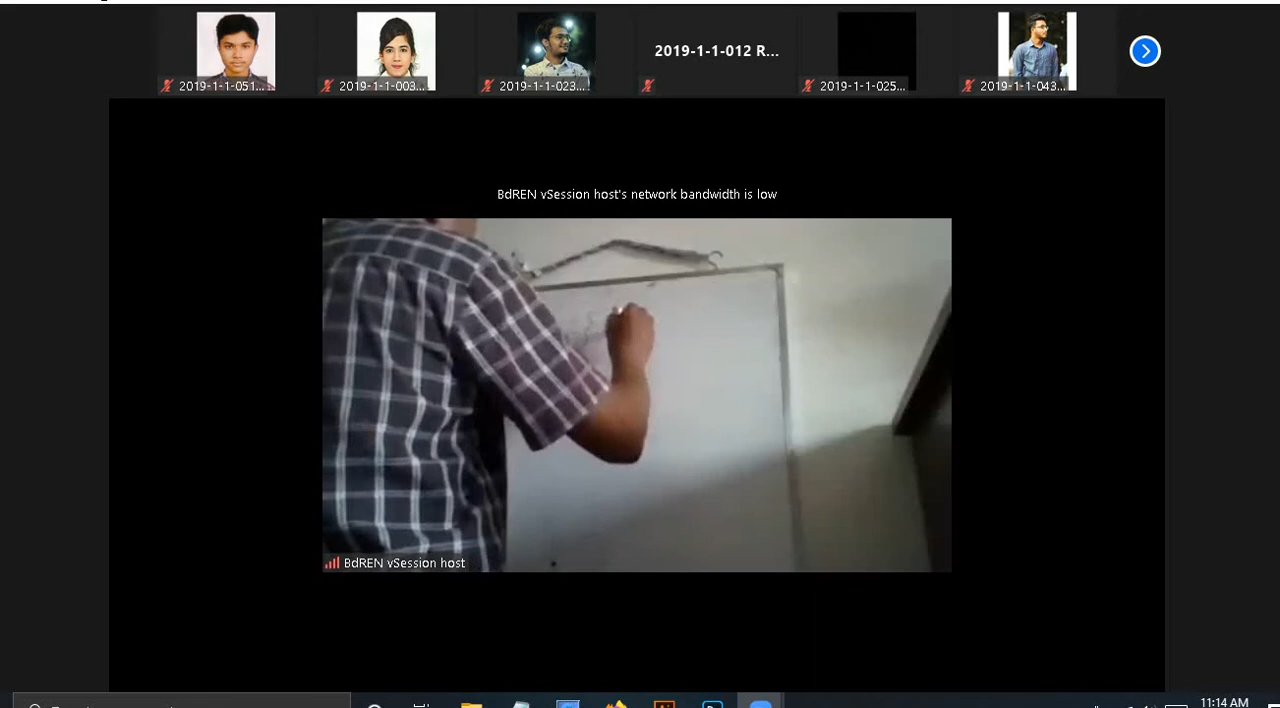 2019-1-1-012 R...
2019-1-1-051...
2019-1-1-003...
2019-1-1-023...
2019-1-1-025...
2019-1-1-043...
BdREN vSession host's network bandwidth is low
BdREN vSession host
11:14 AM